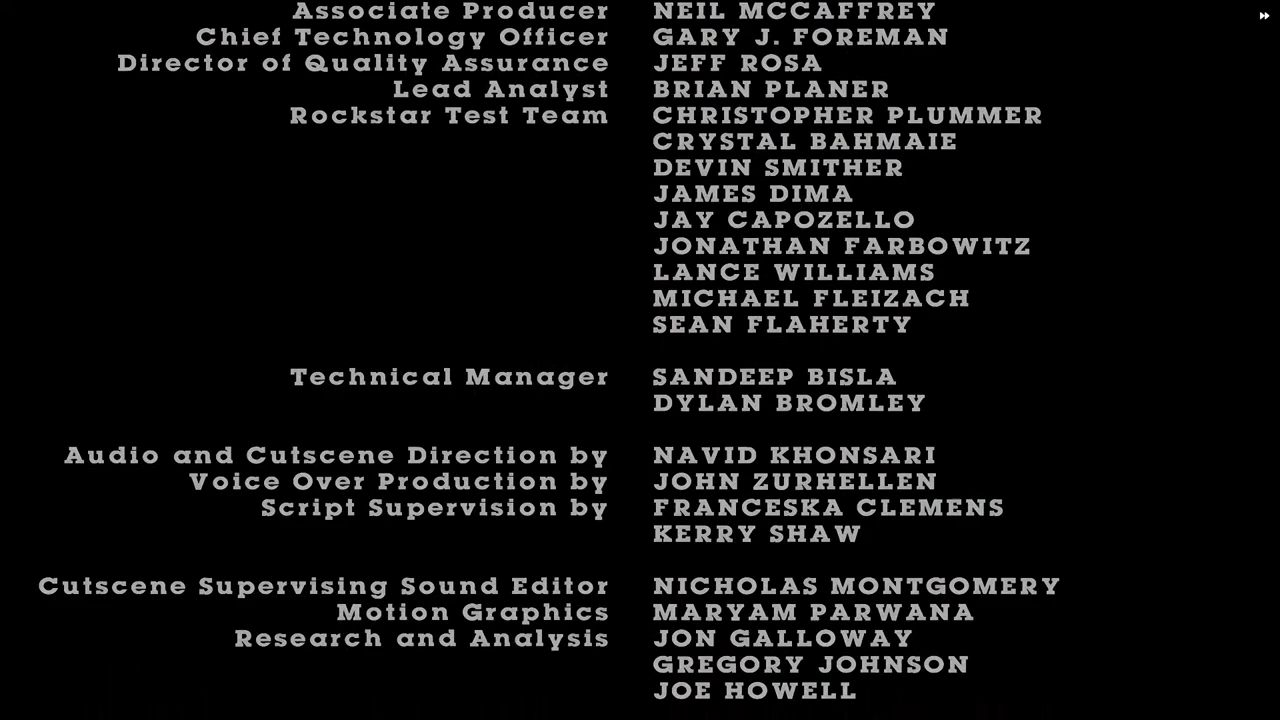 Associate Producer NEIL MCCAFFREY
Chief Technology Officer GARY J. FOREMAN
Director of Quality Assurance JEFF ROSA
Lead Analyst BRIAN PLANER
Rockstar Test Team CHRISTOPHER PLUMMER
CRYSTAL BAHMAIE
DEVIN SMITHER
JAMES DIMA
JAY CAPOZELLO
JONATHAN FARBOWITZ
LANCE WILLIAMS
MICHAEL FLEIZACH
SEAN FLAHERTY
Technical Manager SANDEEP BISLA
DYLAN BROMLEY
Audio and Cutscene Direction by NAVID KHONSARI
Voice Over Production by JOHN ZURHELLEN
Script Supervision by FRANCESKA CLEMENS
KERRY SHAW
Cutscene Supervising Sound Editor NICHOLAS MONTGOMERY
Motion Graphics MARYAM PARWANA
Research and Analysis JON GALLOWAY
GREGORY JOHNSON
JOE HOWELL